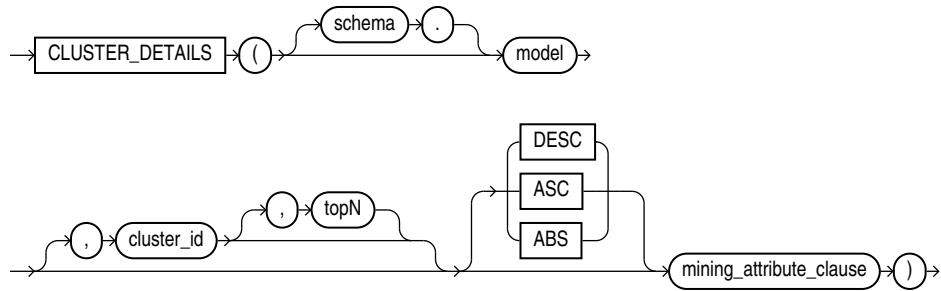 schema .
CLUSTER_DETAILS ( model
DESC
ASC
, topN
, cluster_id ABS
mining_attribute_clause )